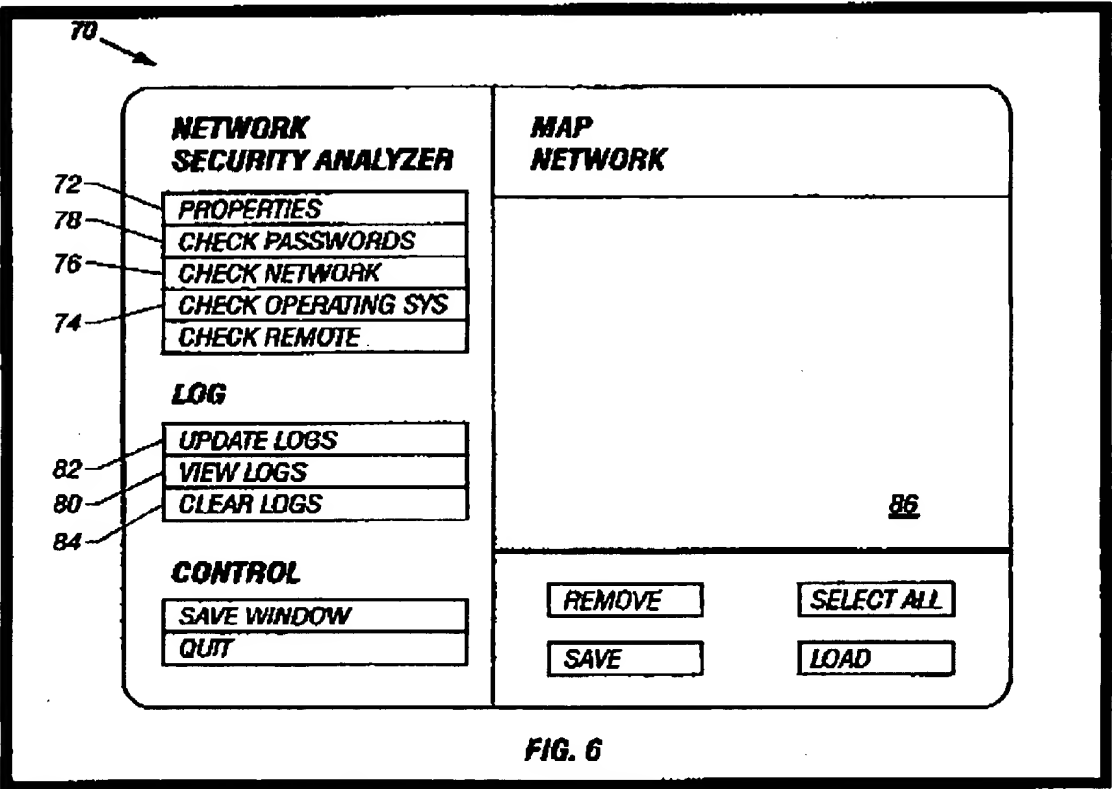 70
NETWORK
SECURITY ANALYZER
72
PROPERTIES
78
CHECK PASSWORDS
76
CHECK NETWORK
74
CHECK OPERATING SYS
CHECK REMOTE
LOG
82
UPDATE LOGS
80
VIEW LOGS
84
CLEAR LOGS
CONTROL
SAVE WINDOW
QUIT
MAP
NETWORK
86
REMOVE
SELECT ALL
SAVE
LOAD
FIG. 6